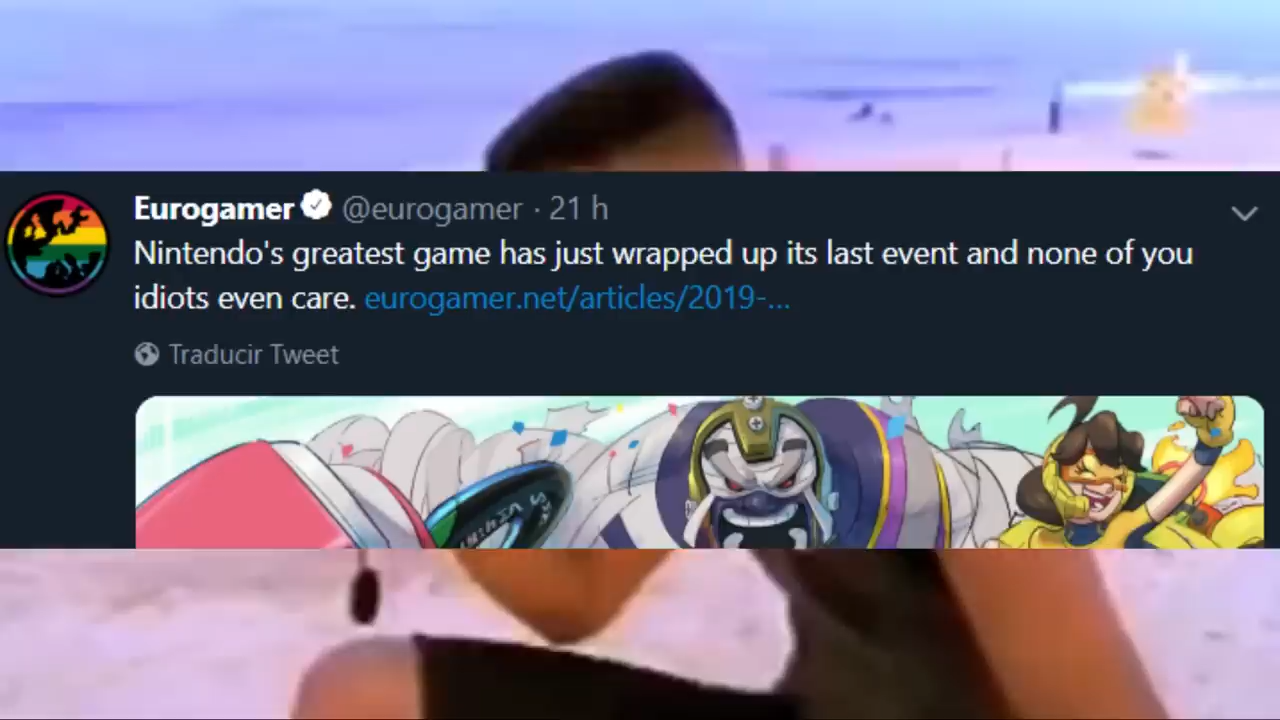 Eurogamer @eurogamer · 21 h
Nintendo's greatest game has just wrapped up its last event and none of you
idiots even care. eurogamer.net/articles/2019-...
Traducir Tweet